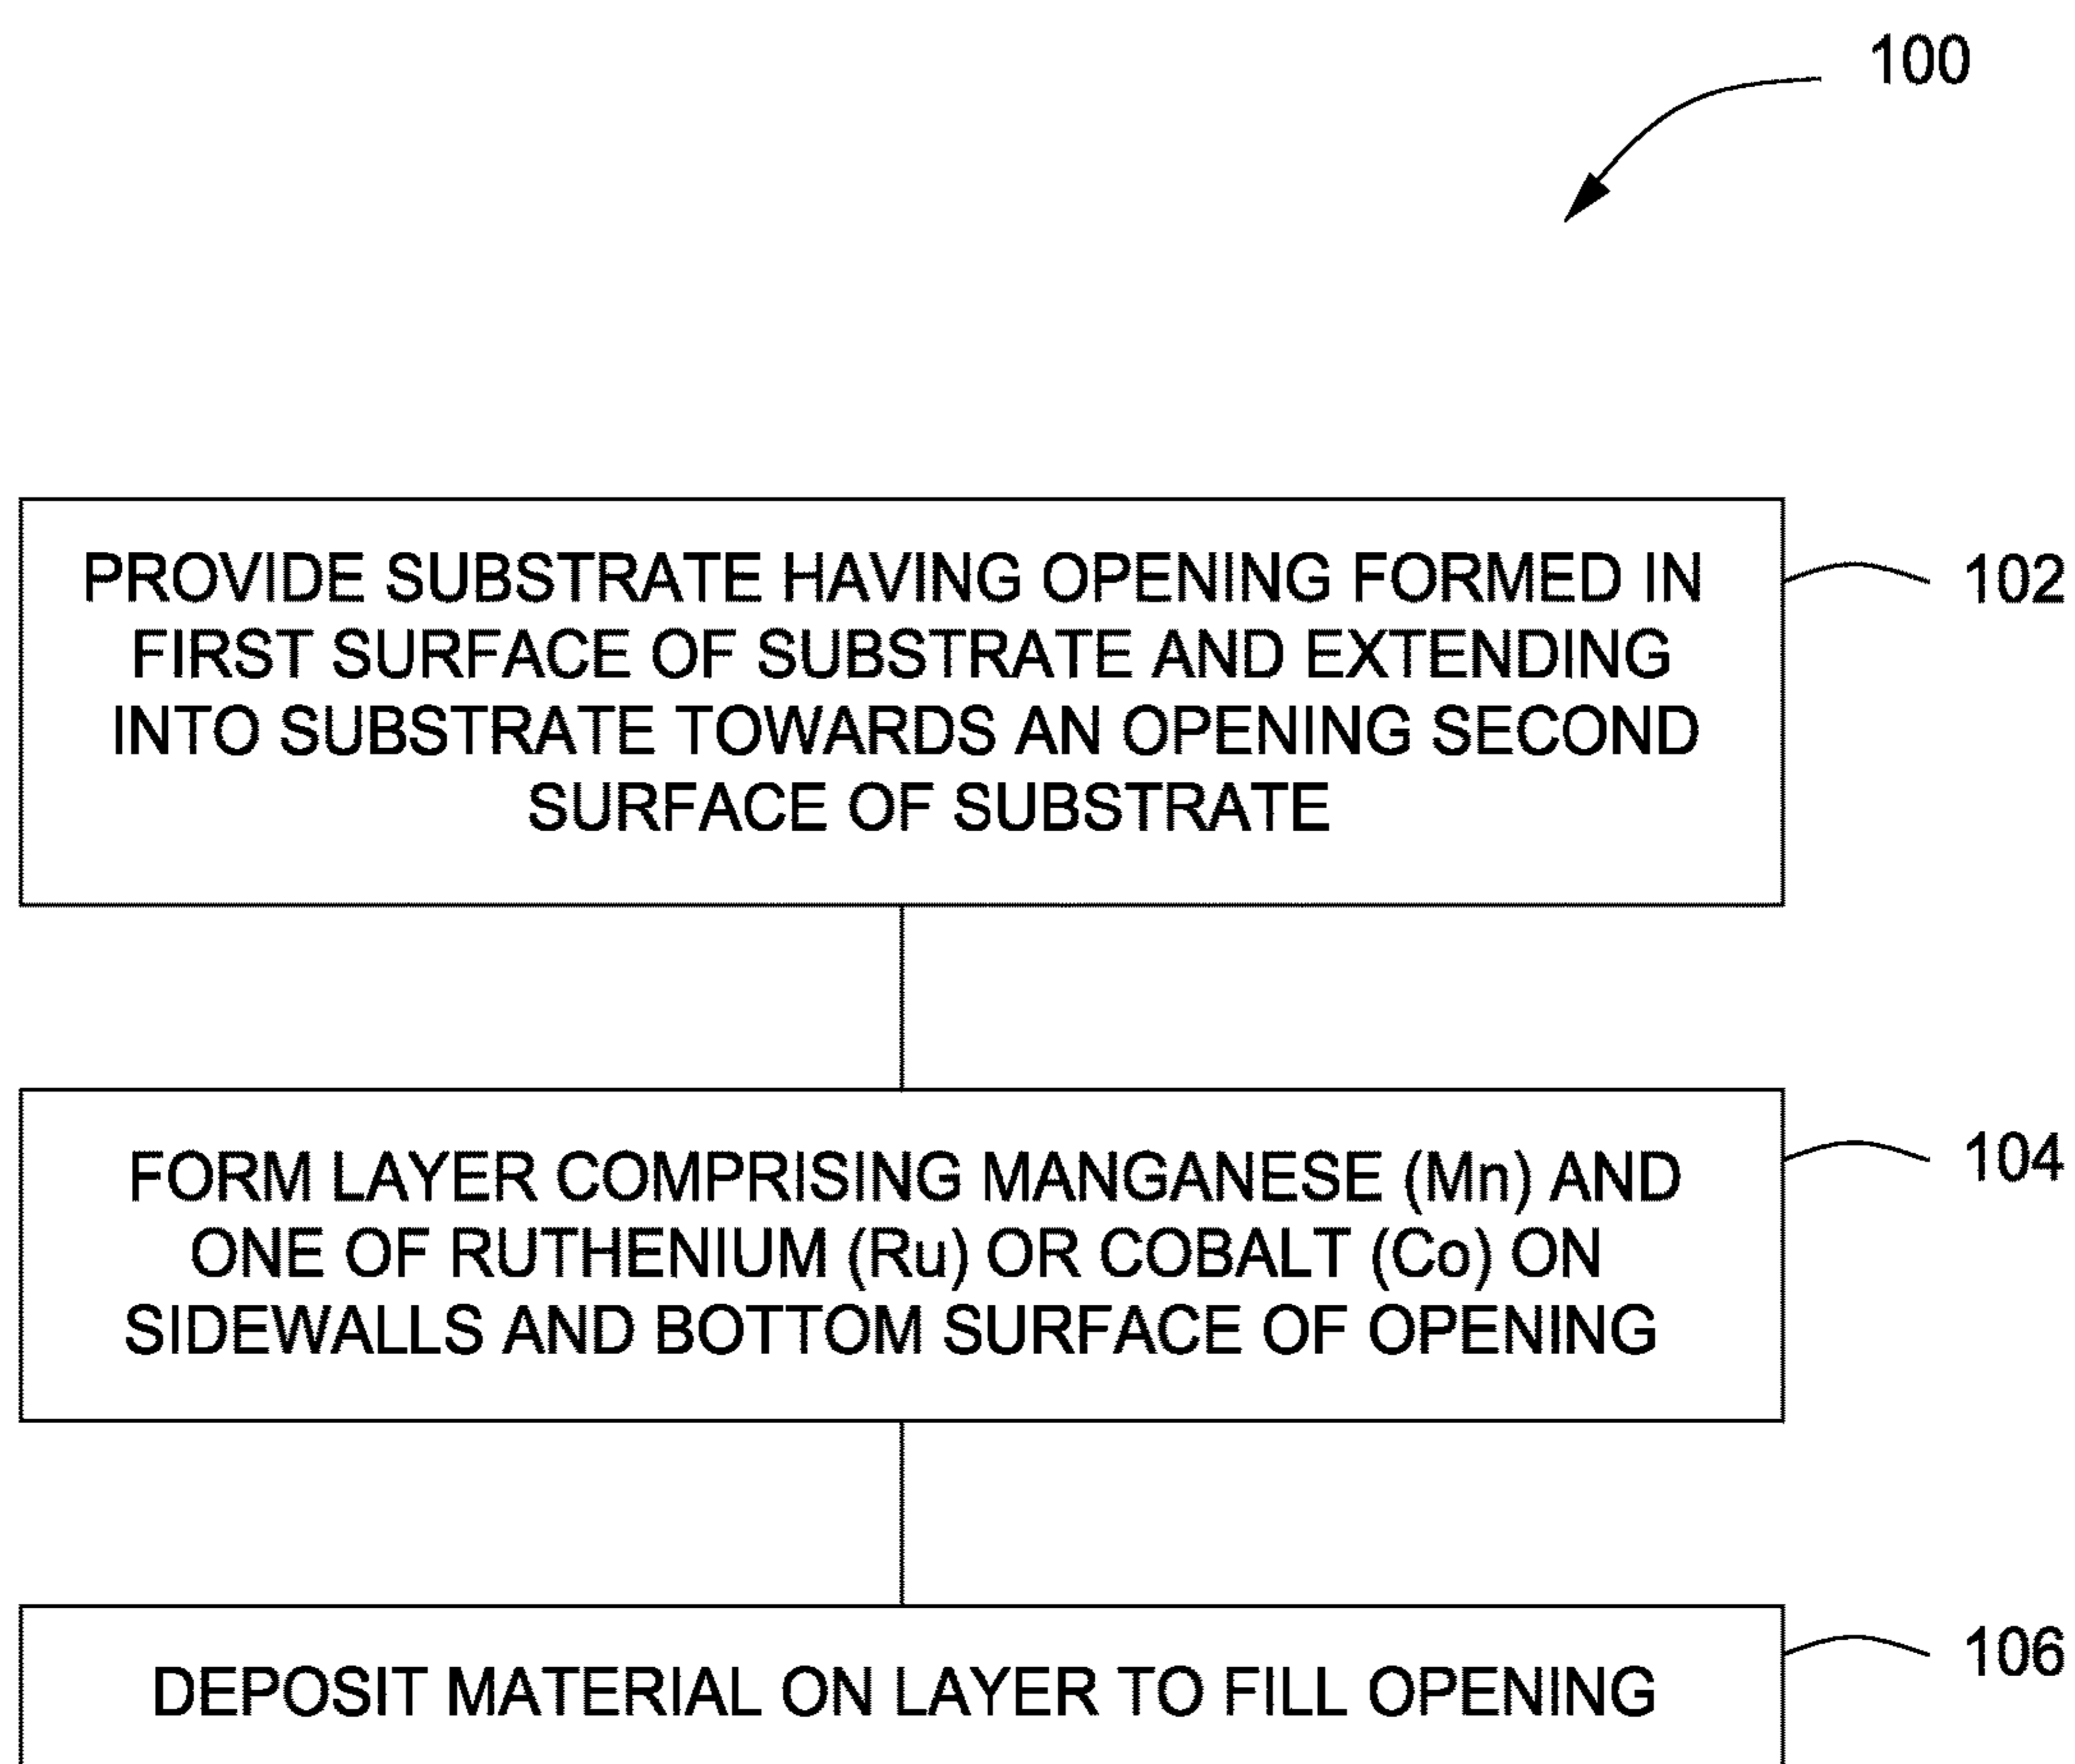 100
PROVIDE SUBSTRATE HAVING OPENING FORMED IN
FIRST SURFACE OF SUBSTRATE AND EXTENDING
INTO SUBSTRATE TOWARDS AN OPENING SECOND
SURFACE OF SUBSTRATE
102
FORM LAYER COMPRISING MANGANESE (Mn) AND
ONE OF RUTHENIUM (Ru) OR COBALT (Co) ON
SIDEWALLS AND BOTTOM SURFACE OF OPENING
104
DEPOSIT MATERIAL ON LAYER TO FILL OPENING
106